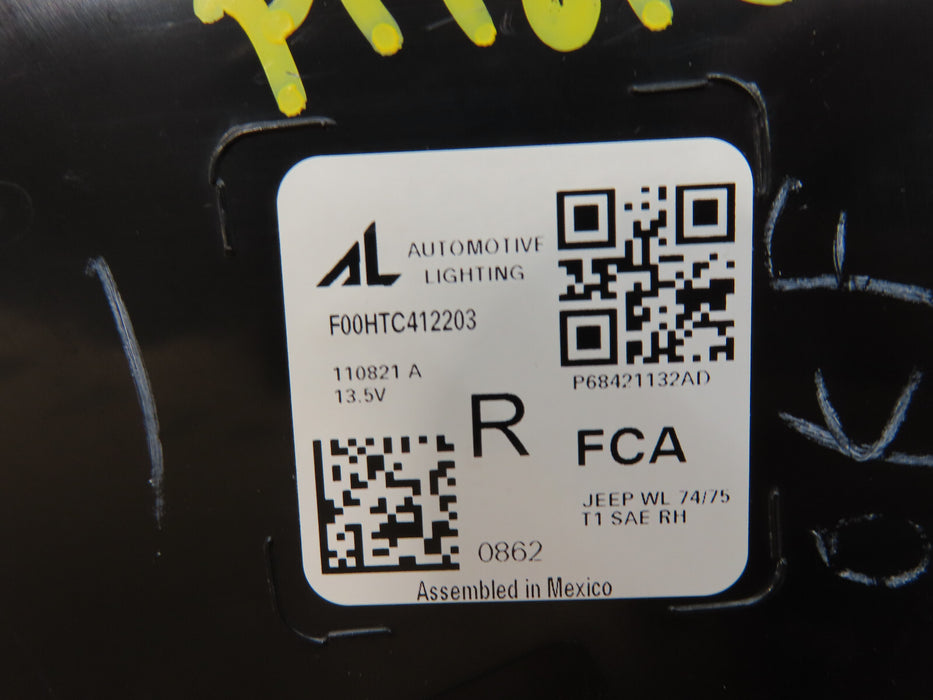 AL AUTOMOTIVE
LIGHTING
F00HTC412203
110821 A
13.5V
P68421132AD
R
FCA
JEEP WL 74/75
T1 SAE RH
0862
Assembled in Mexico
OK